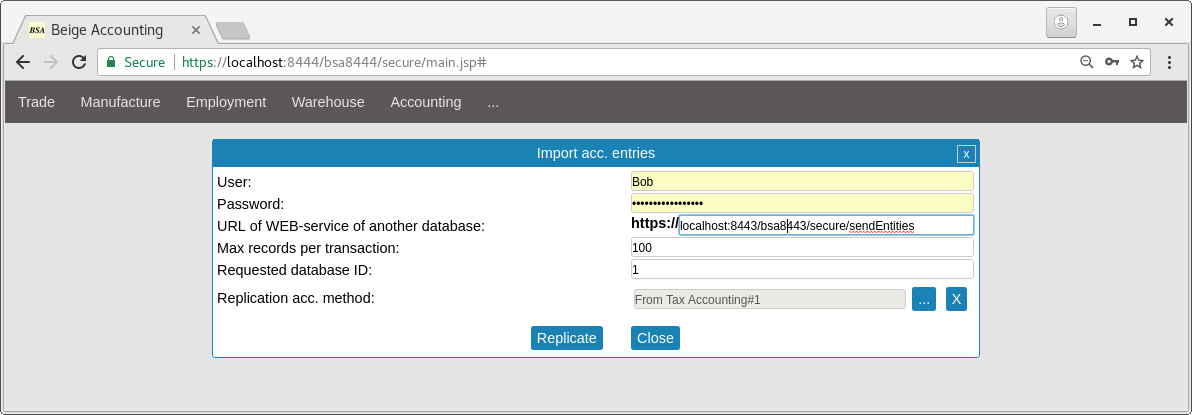 BSA Beige Accounting
Secure https://localhost:8444/bsa8444/secure/main.jsp#
Trade Manufacture Employment Warehouse Accounting ...
Import acc. entries x
User: Bob
Password: •••••••••••••••••
URL of WEB-service of another database: https://localhost:8443/bsa8443/secure/sendEntities
Max records per transaction: 100
Requested database ID: 1
Replication acc. method: From Tax Accounting#1 ... X
Replicate Close